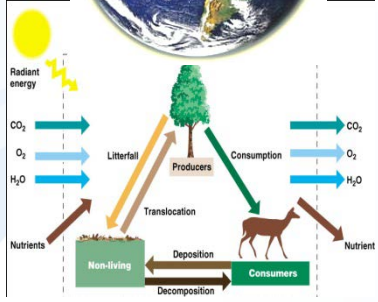 Radiant
energy
CO2
O2
H2O
Nutrients
Litterfall
Producers
Translocation
Consumption
CO2
O2
H2O
Nutrient
Non-living
Deposition
Decomposition
Consumers